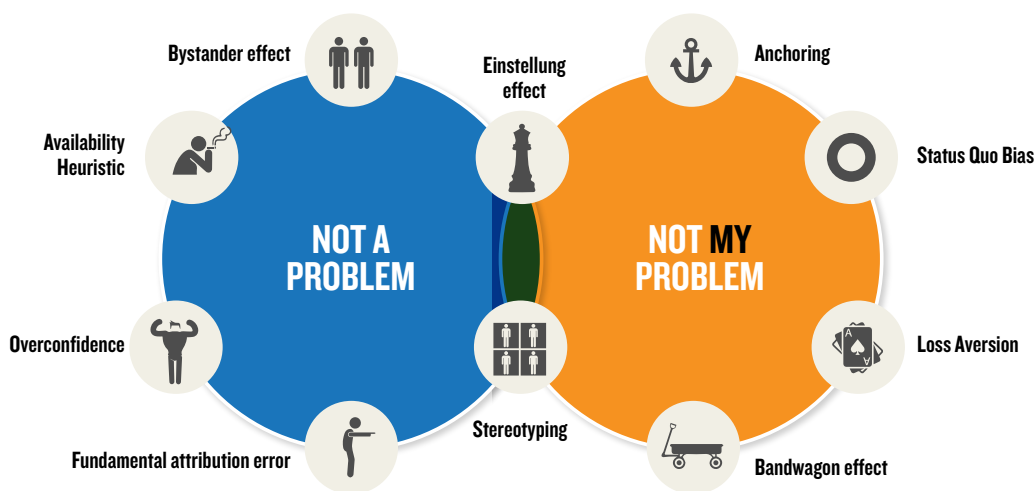 Bystander effect
Einstellung
effect
Anchoring
Availability
Heuristic
Status Quo Bias
NOT A
PROBLEM
NOT MY
PROBLEM
Overconfidence
A
A
Loss Aversion
Stereotyping
Fundamental attribution error
Bandwagon effect